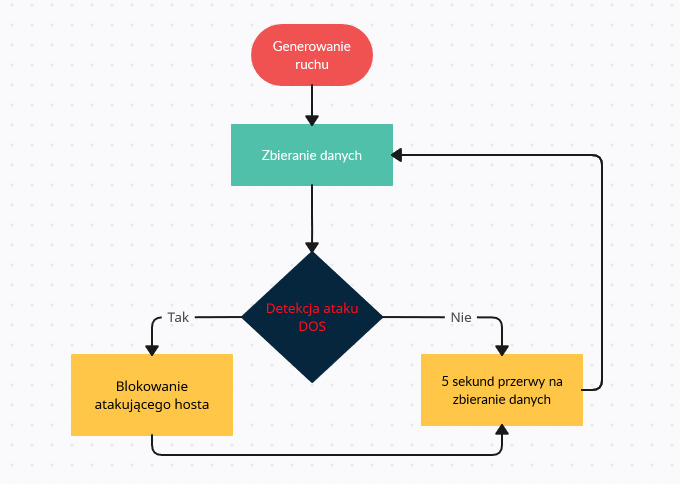 Generowanie
ruchu
Zbieranie danych
Detekcja ataku
DOS
Tak
Nie
Blokowanie
atakującego hosta
5 sekund przerwy na
zbieranie danych